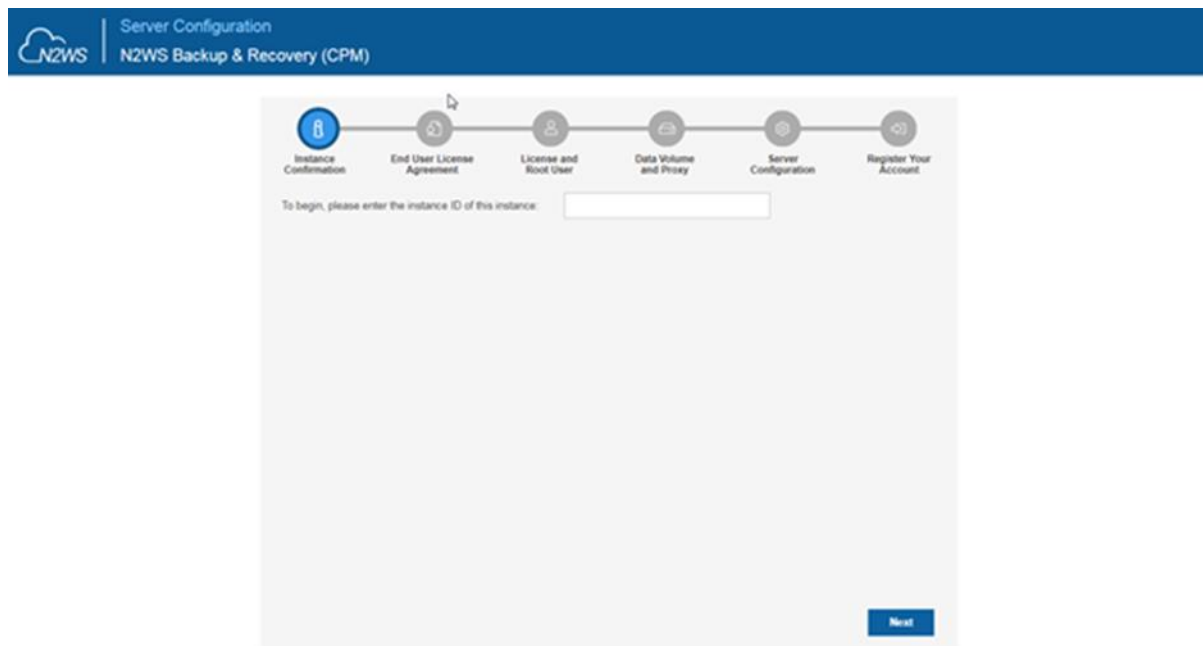 N2WS
Server Configuration
N2WS Backup & Recovery (CPM)
Instance
Confirmation
End User License
Agreement
License and
Root User
Data Volume
and Proxy
Server
Configuration
Register Your
Account
To begin, please enter the instance ID of this instance:
Next